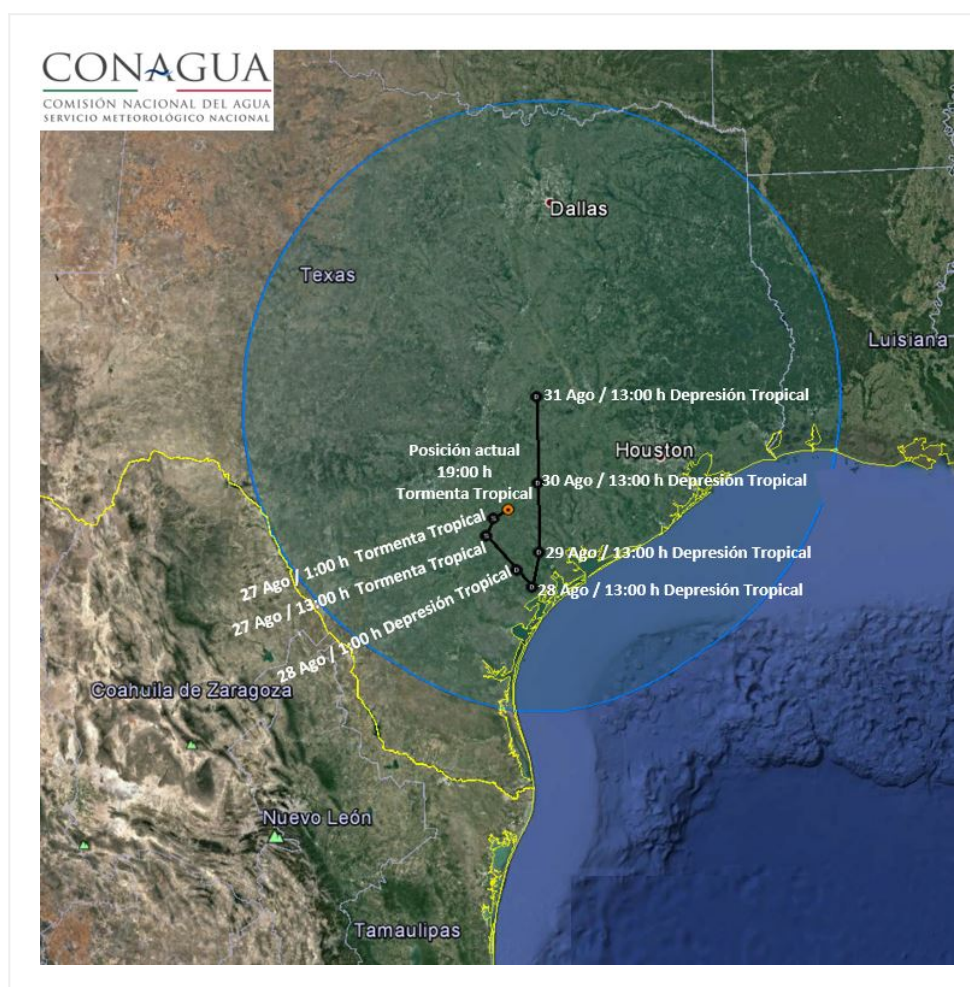 CONAGUA
COMISIÓN NACIONAL DEL AGUA
SERVICIO METEOROLÓGICO NACIONAL
Dallas
Texas
Luisiana
31 Ago / 13:00 h Depresión Tropical
Posición actual
19:00 h
Tormenta Tropical
Houston
30 Ago / 13:00 h Depresión Tropical
27 Ago / 1:00 h Tormenta Tropical
27 Ago / 13:00 h Tormenta Tropical
29 Ago / 13:00 h Depresión Tropical
28 Ago / 1:00 h Depresión Tropical
28 Ago / 13:00 h Depresión Tropical
Coahuila de Zaragoza
Nuevo León
Tamaulipas